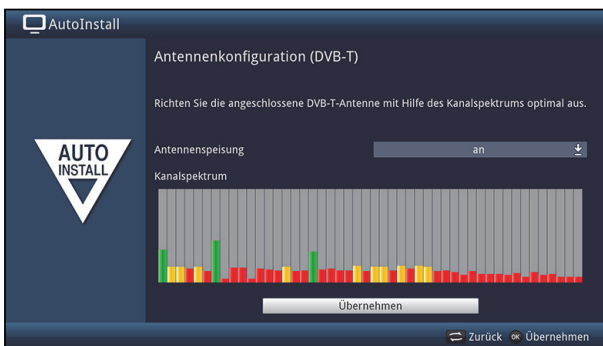 AutoInstall
Antennenkonfiguration (DVB-T)
Richten Sie die angeschlossene DVB-T-Antenne mit Hilfe des Kanalspektrums optimal aus.
AUTO
INSTALL
Antennenspeisung an
Kanalspektrum
Übernehmen
Zurück OK Übernehmen